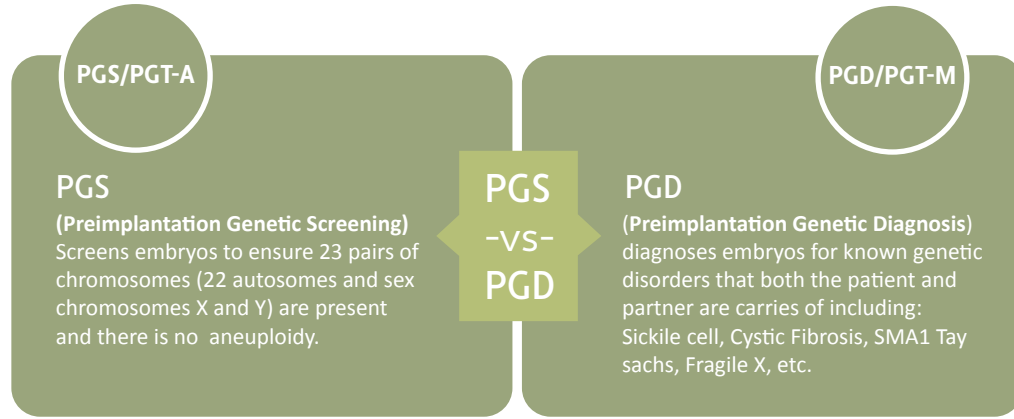 PGS/PGT-A
PGS
(Preimplantation Genetic Screening)
Screens embryos to ensure 23 pairs of
chromosomes (22 autosomes and sex
chromosomes X and Y) are present
and there is no  aneuploidy.
PGS
-vs-
PGD
PGD/PGT-M
PGD
(Preimplantation Genetic Diagnosis)
diagnoses embryos for known genetic
disorders that both the patient and
partner are carries of including:
Sickile cell, Cystic Fibrosis, SMA1 Tay
sachs, Fragile X, etc.